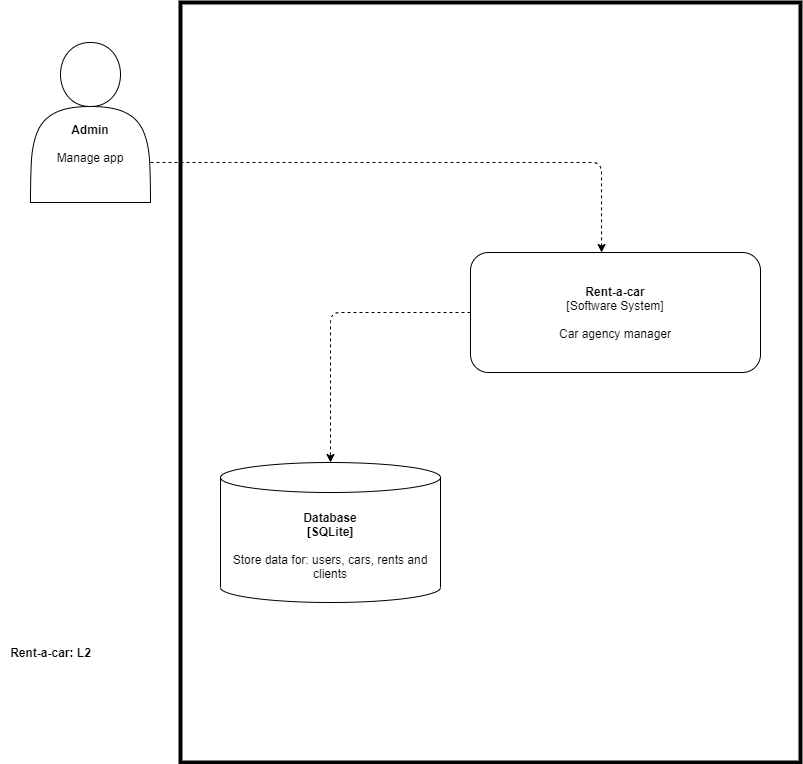 Admin
Manage app
Rent-a-car
[Software System]
Car agency manager
Database
[SQLite]
Store data for: users, cars, rents and
clients
Rent-a-car: L2